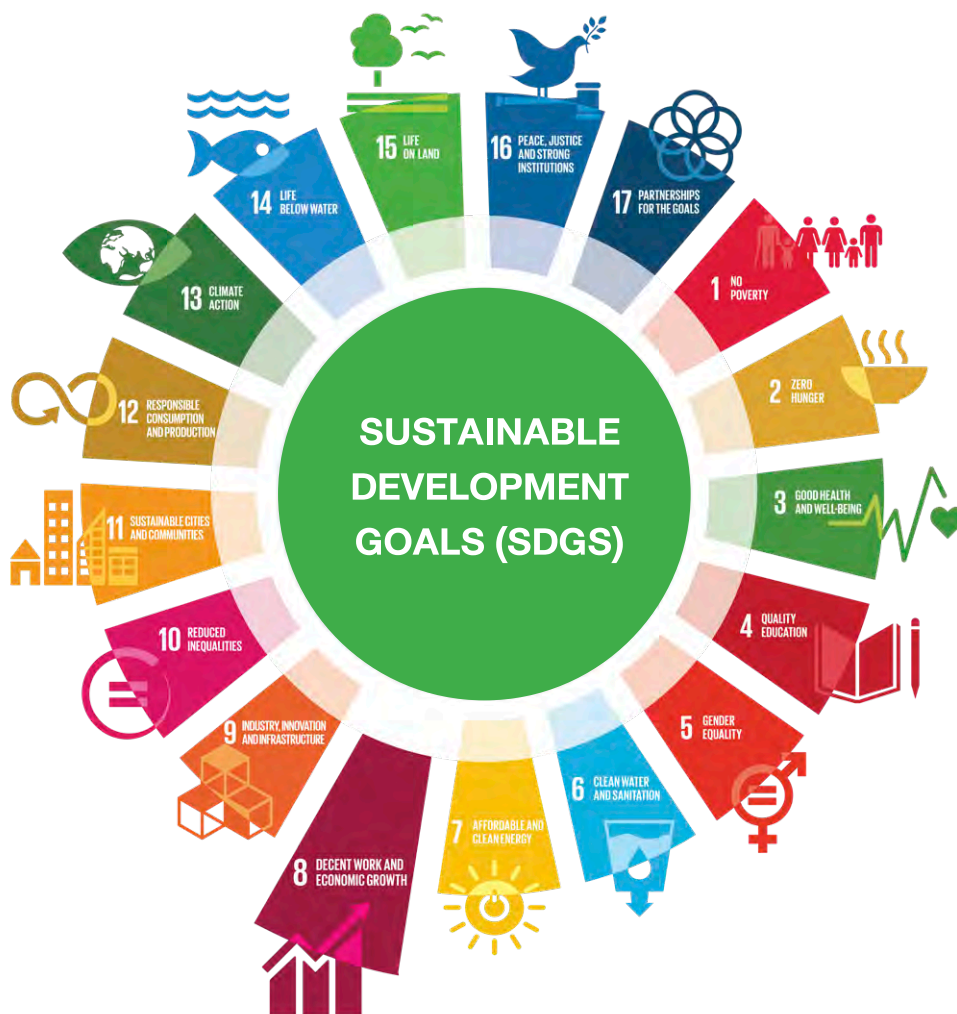 SUSTAINABLE
DEVELOPMENT
GOALS (SDGS)
1 NO
POVERTY
2 ZERO
HUNGER
3 GOOD HEALTH
AND WELL-BEING
4 QUALITY
EDUCATION
5 GENDER
EQUALITY
6 CLEAN WATER
AND SANITATION
7 AFFORDABLE AND
CLEAN ENERGY
8 DECENT WORK AND
ECONOMIC GROWTH
9 INDUSTRY, INNOVATION
AND INFRASTRUCTURE
10 REDUCED
INEQUALITIES
11 SUSTAINABLE CITIES
AND COMMUNITIES
12 RESPONSIBLE
CONSUMPTION
AND PRODUCTION
13 CLIMATE
ACTION
14 LIFE
BELOW WATER
15 LIFE
ON LAND
16 PEACE, JUSTICE
AND STRONG
INSTITUTIONS
17 PARTNERSHIPS
FOR THE GOALS